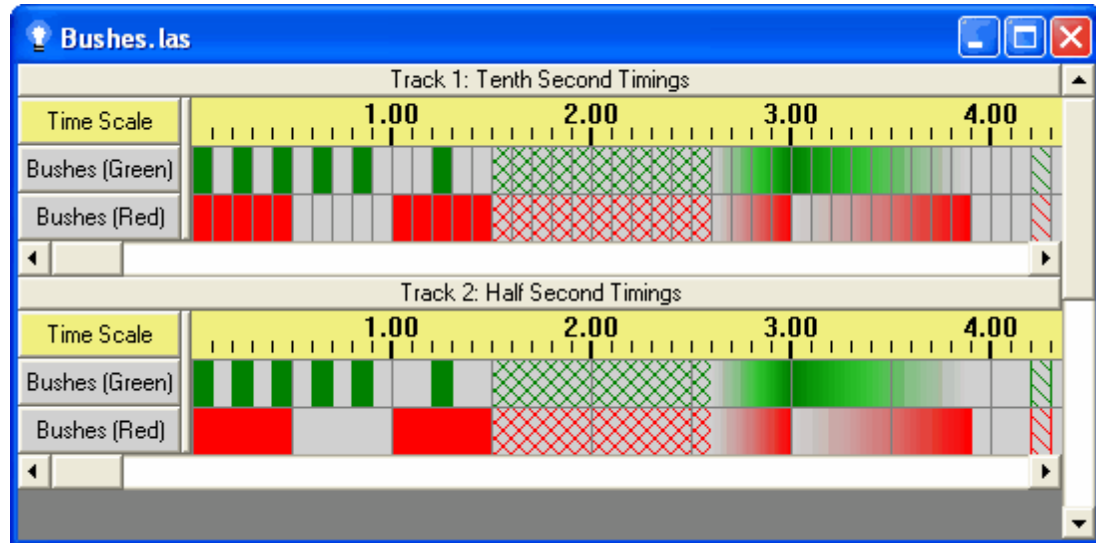 Bushes.las
Track 1: Tenth Second Timings
Time Scale 1.00 2.00 3.00 4.00
Bushes (Green)
Bushes (Red)
Track 2: Half Second Timings
Time Scale 1.00 2.00 3.00 4.00
Bushes (Green)
Bushes (Red)